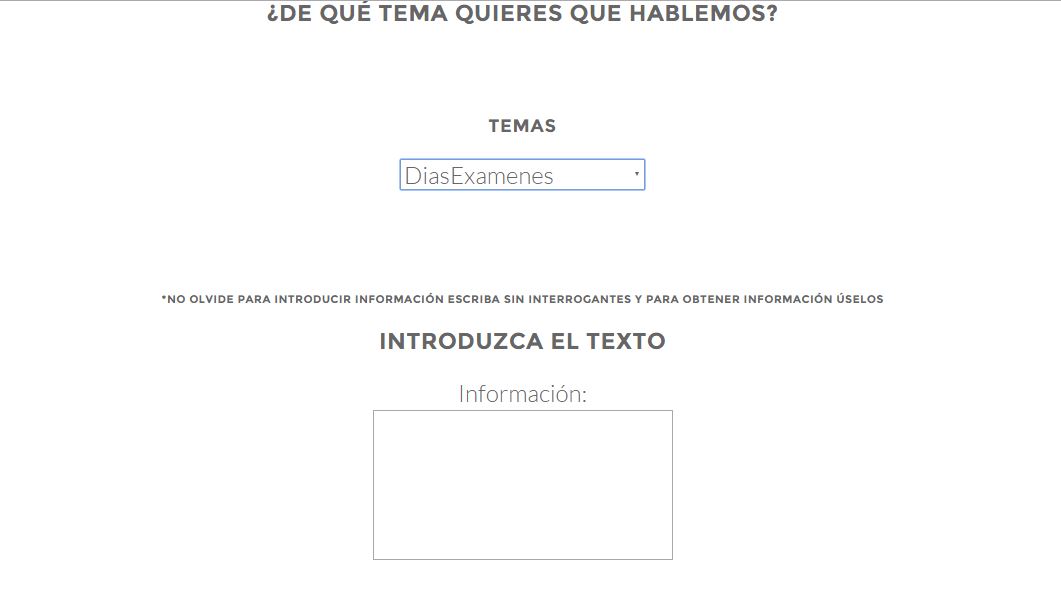 ¿DE QUÉ TEMA QUIERES QUE HABLEMOS?
TEMAS
DiasExamenes
*NO OLVIDE PARA INTRODUCIR INFORMACIÓN ESCRIBA SIN INTERROGANTES Y PARA OBTENER INFORMACIÓN ÚSELOS
INTRODUZCA EL TEXTO
Información: